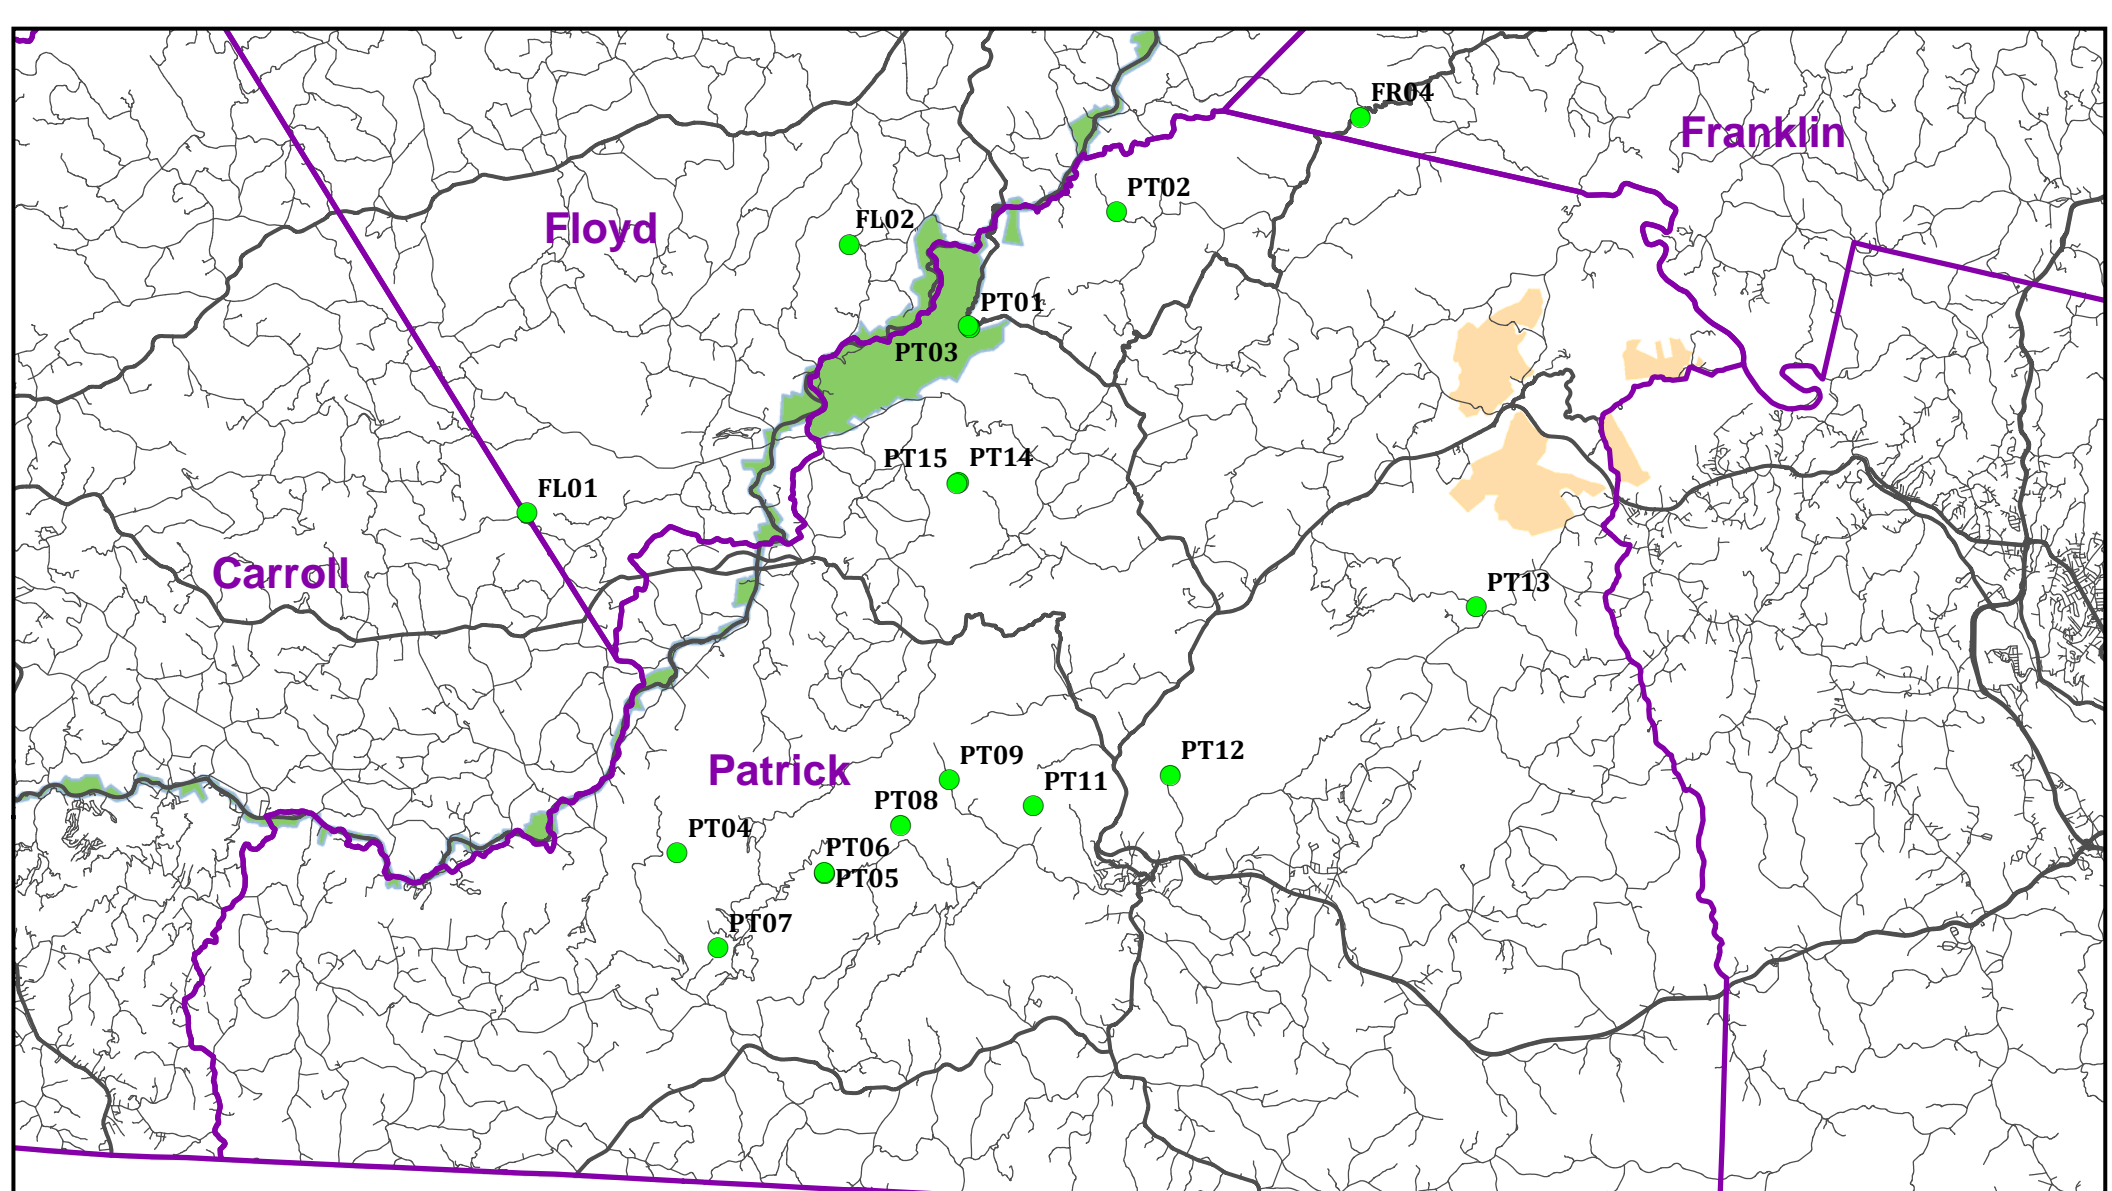 FR04
Franklin
PT02
FL02
Floyd
PT01
PT03
PT15
PT14
FL01
Carroll
PT13
PT12
PT09
Patrick
PT11
PT08
PT04
PT06
PT05
PT07